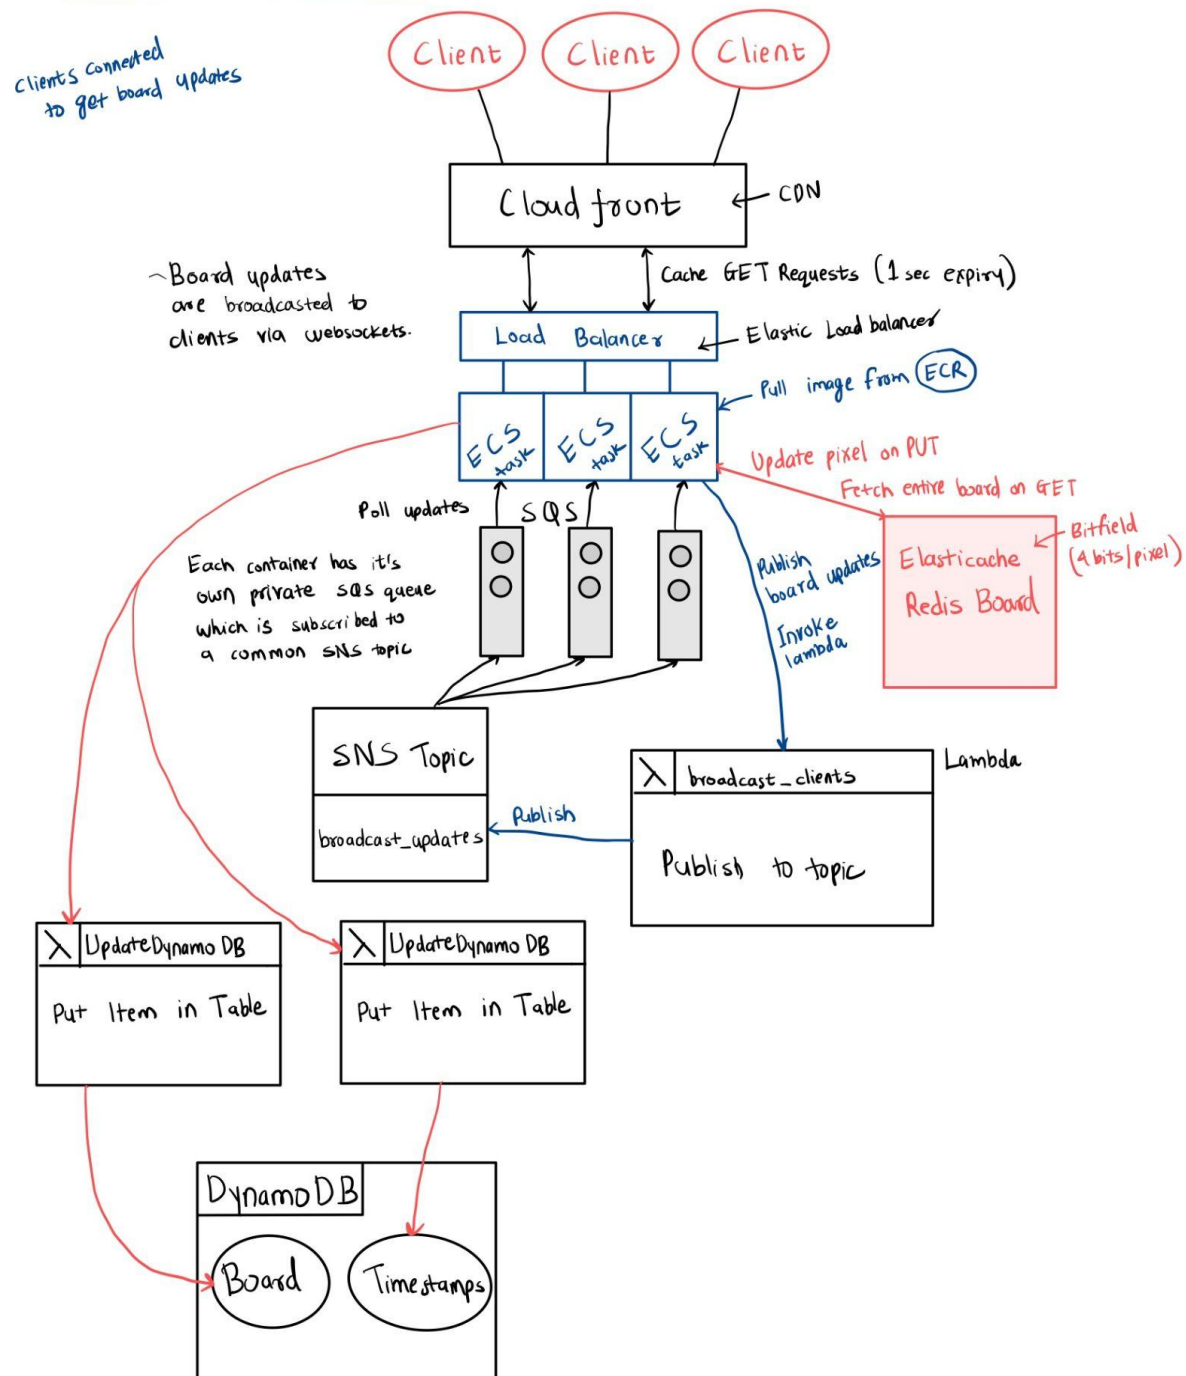 Clients connected
to get board updates
Client
Client
Client
Cloudfront
CDN
Cache GET Requests (1 sec expiry)
~Board updates
are broadcasted to
clients via websockets.
Load Balancer
Elastic Load balancer
Pull image from ECR
ECS
task
ECS
task
ECS
task
Update pixel on PUT
Fetch entire board on GET
Poll updates
SQS
Each container has it's
own private SQS queue
which is subscribed to
a common SNS topic
Publish
board updates
Invoke
lambda
Elasticache
Redis Board
Bitfield
(4 bits/pixel)
SNS Topic
broadcast_updates
Publish
λ broadcast_clients
Lambda
Publish to topic
λ UpdateDynamoDB
Put Item in Table
λ UpdateDynamoDB
Put Item in Table
DynamoDB
Board
Timestamps